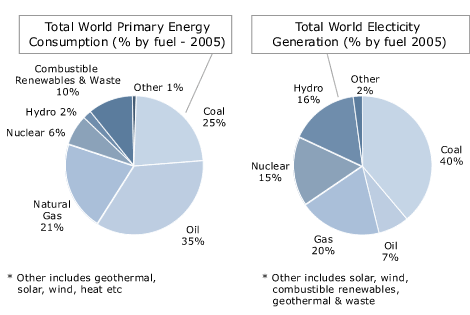 Total World Primary Energy
Consumption (% by fuel - 2005)
Combustible
Renewables & Waste
10%
Other 1%
Coal
25%
Hydro 2%
Nuclear 6%
Natural
Gas
21%
Oil
35%
* Other includes geothermal,
solar, wind, heat etc
Total World Electicity
Generation (% by fuel 2005)
Other
2%
Hydro
16%
Coal
40%
Nuclear
15%
Gas
20%
Oil
7%
* Other includes solar, wind,
combustible renewables,
geothermal & waste